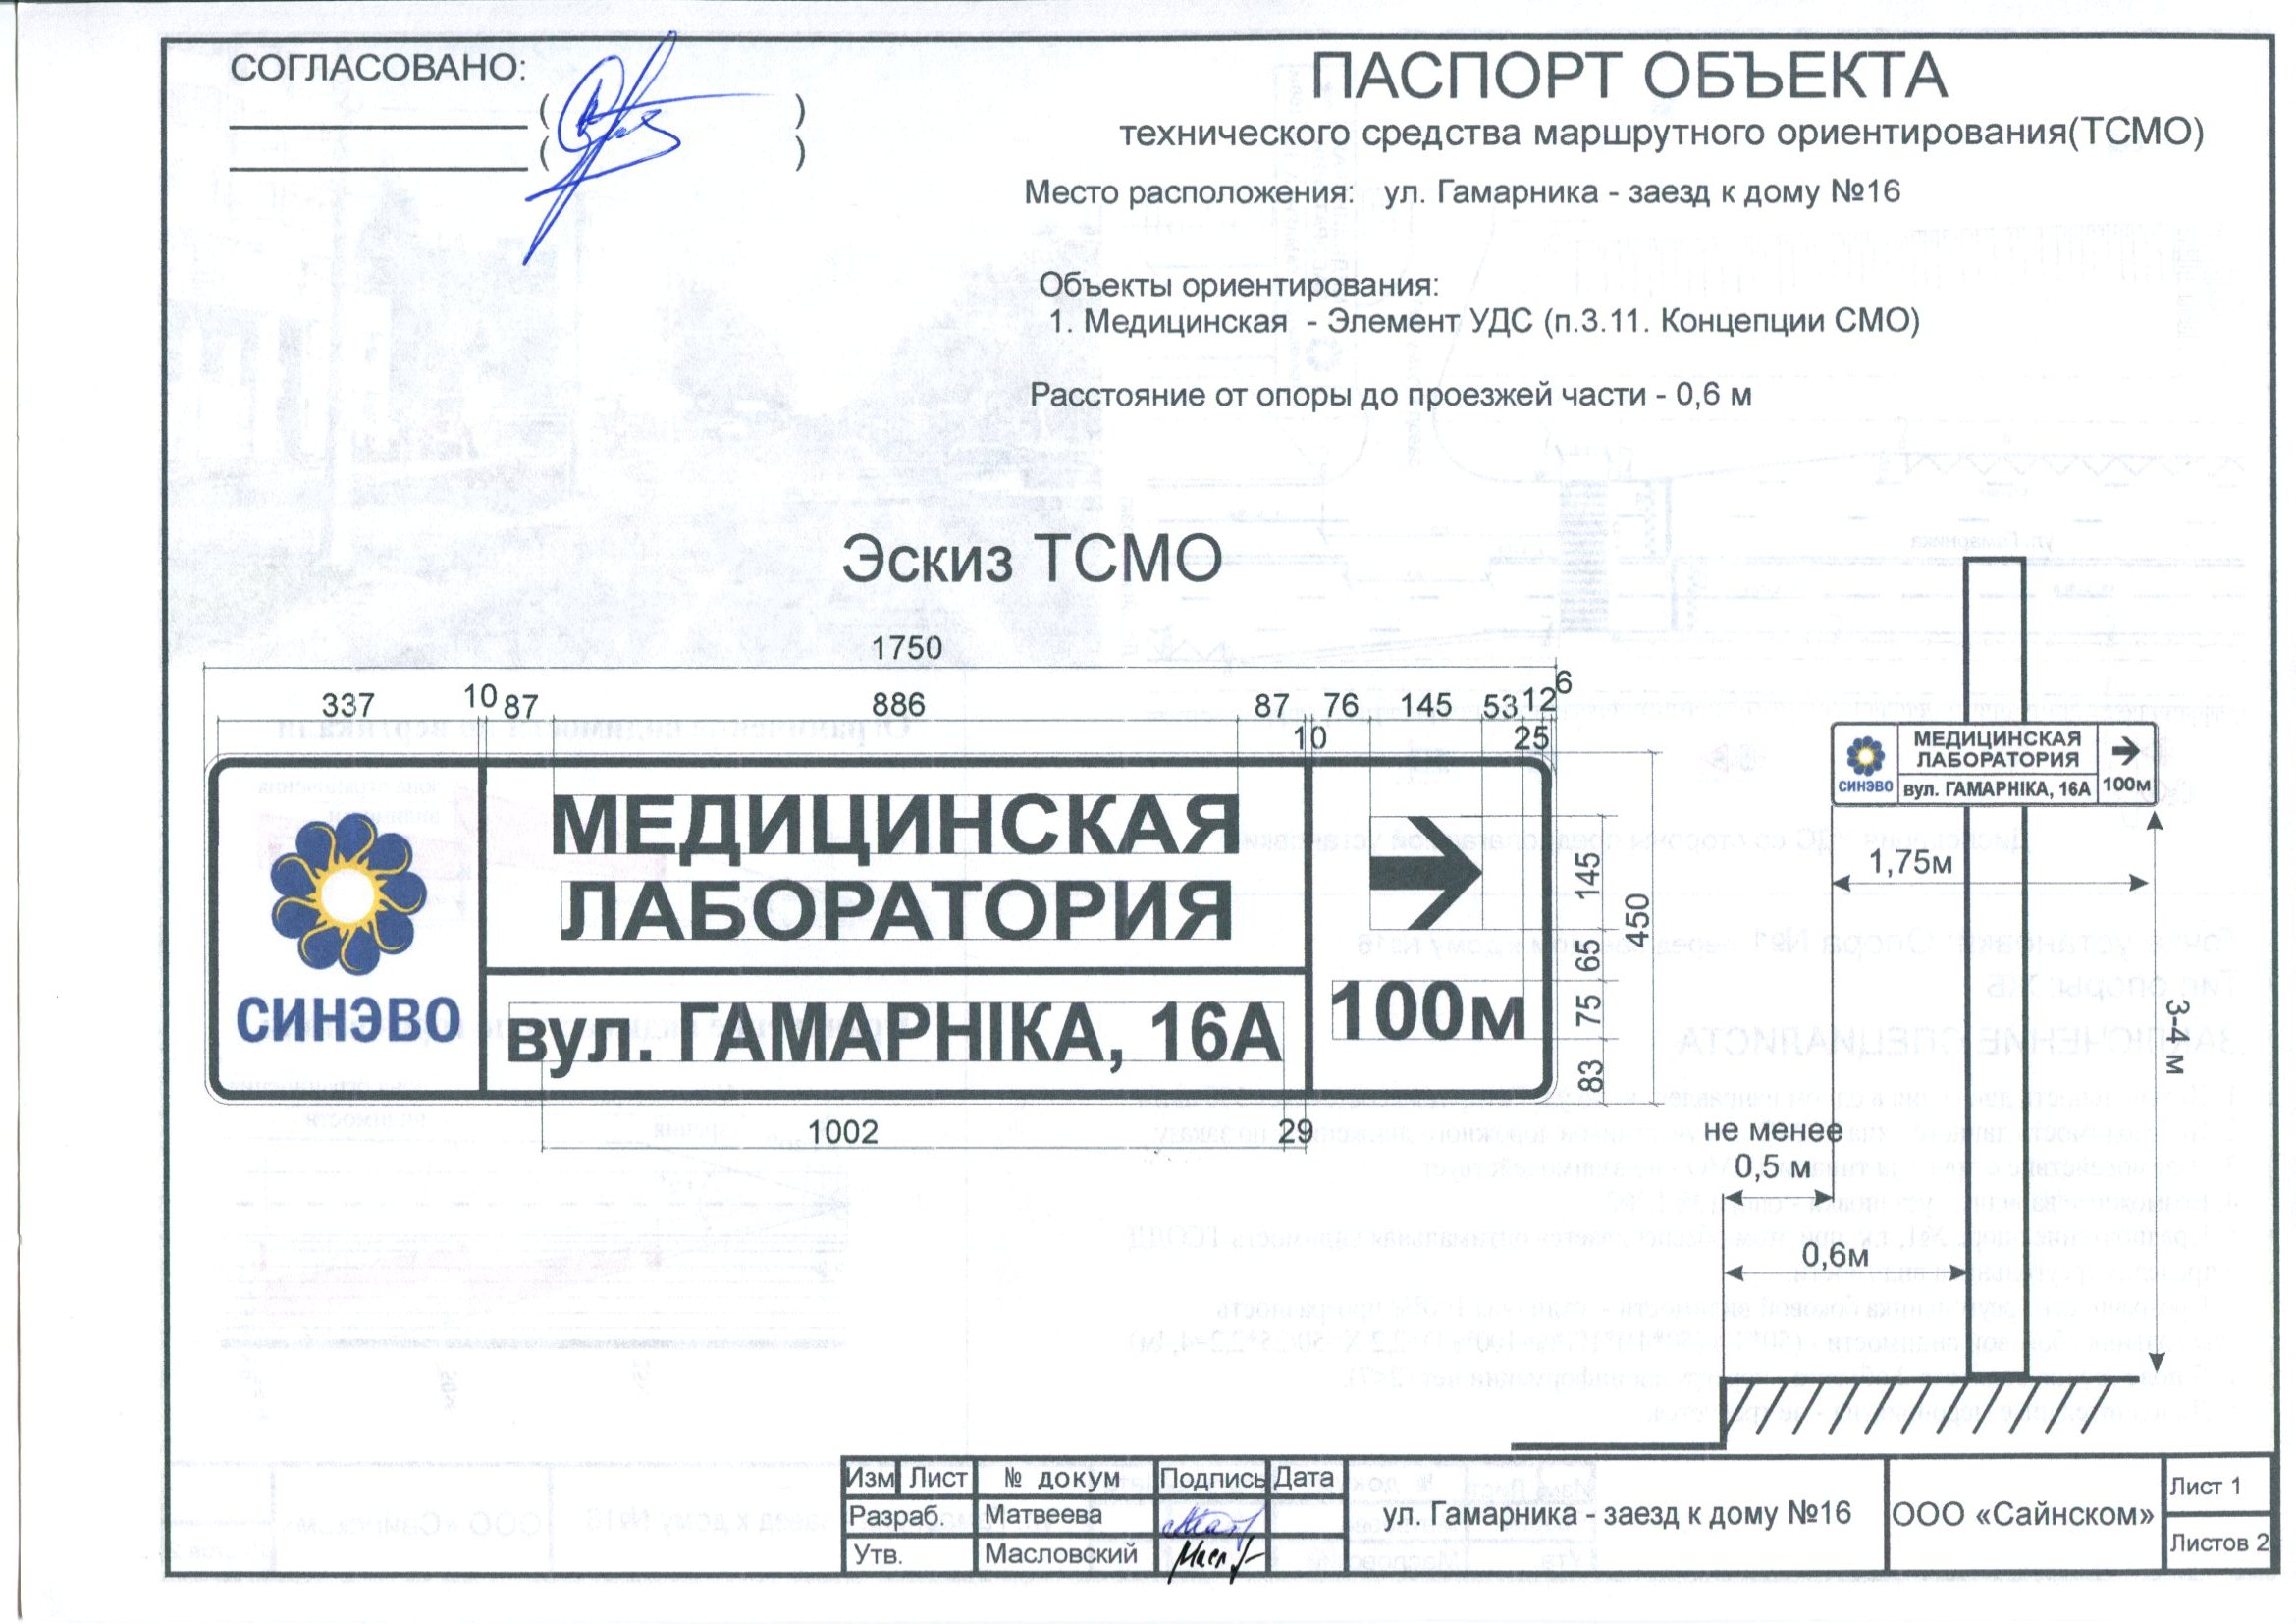 СОГЛАСОВАНО:
ПАСПОРТ ОБЪЕКТА
технического средства маршрутного ориентирования(ТСМО)
Место расположения: ул. Гамарника - заезд к дому №16
Объекты ориентирования:
1. Медицинская - Элемент УДС (п.3.11. Концепции СМО)
Расстояние от опоры до проезжей части - 0,6 м
Эскиз ТСМО
1750
337 10 87 886 87 76 145 53 12 6
10 25
МЕДИЦИНСКАЯ
ЛАБОРАТОРИЯ
СИНЭВО
вул. ГАМАРНІКА, 16А
100м
145
65
75
83
450
1002 29
МЕДИЦИНСКАЯ
ЛАБОРАТОРИЯ
СИНЭВО
вул. ГАМАРНІКА, 16А
100м
1,75м
3-4 м
не менее
0,5 м
0,6м
Изм Лист № докум Подпись Дата
Разраб. Матвеева
Утв. Масловский
ул. Гамарника - заезд к дому №16
ООО «Сайнском»
Лист 1
Листов 2